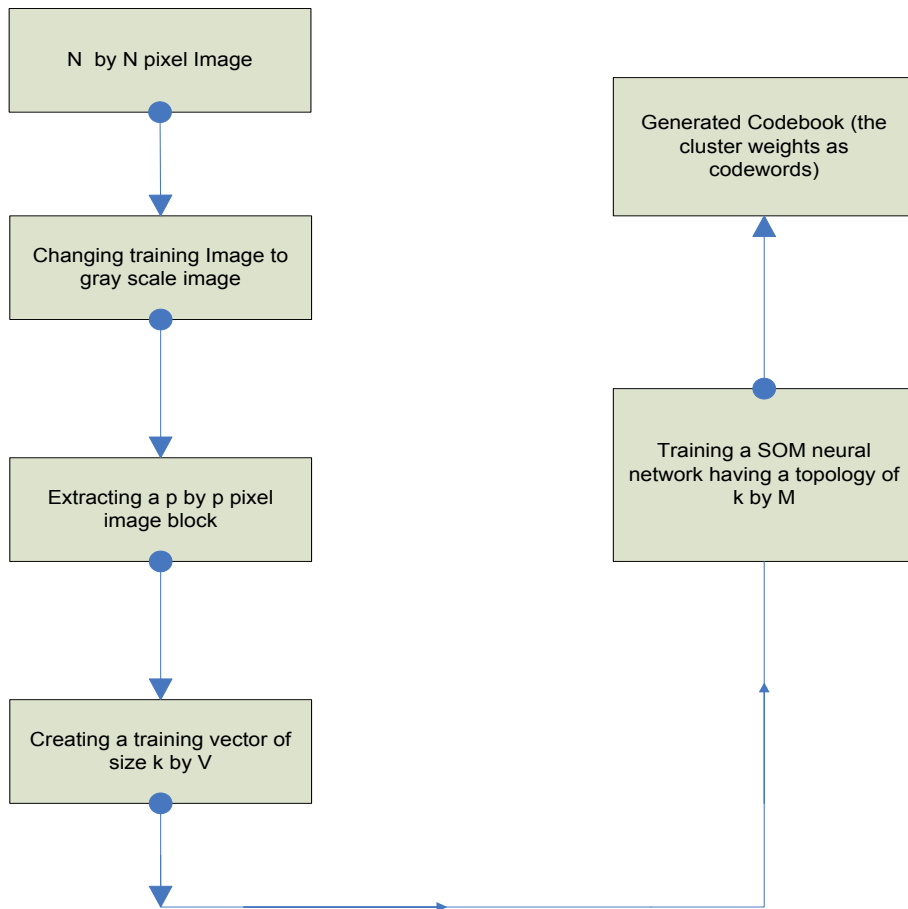 N by N pixel Image
Changing training Image to
gray scale image
Extracting a p by p pixel
image block
Creating a training vector of
size k by V
Training a SOM neural
network having a topology of
k by M
Generated Codebook (the
cluster weights as
codewords)